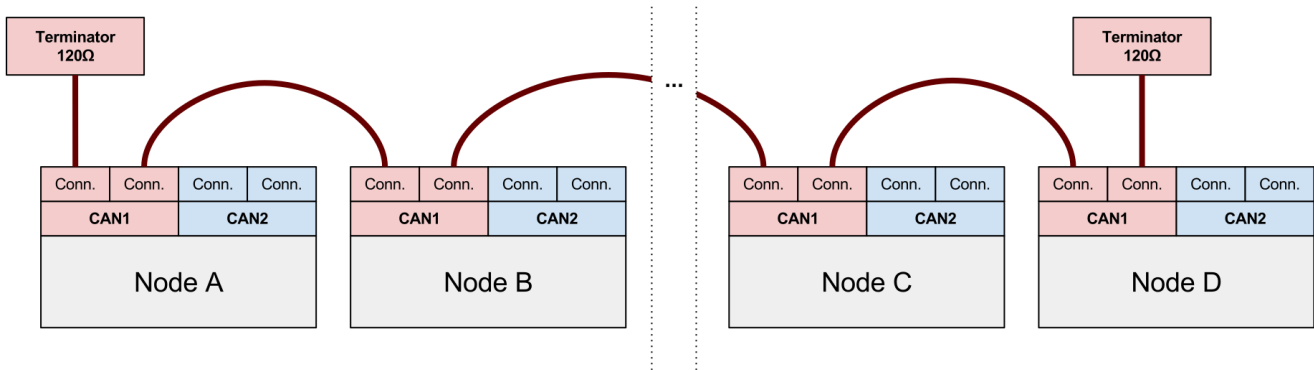 Terminator
120Ω
Terminator
120Ω
...
Conn. Conn. Conn. Conn.
CAN1 CAN2
Node A
Conn. Conn. Conn. Conn.
CAN1 CAN2
Node B
Conn. Conn. Conn. Conn.
CAN1 CAN2
Node C
Conn. Conn. Conn. Conn.
CAN1 CAN2
Node D